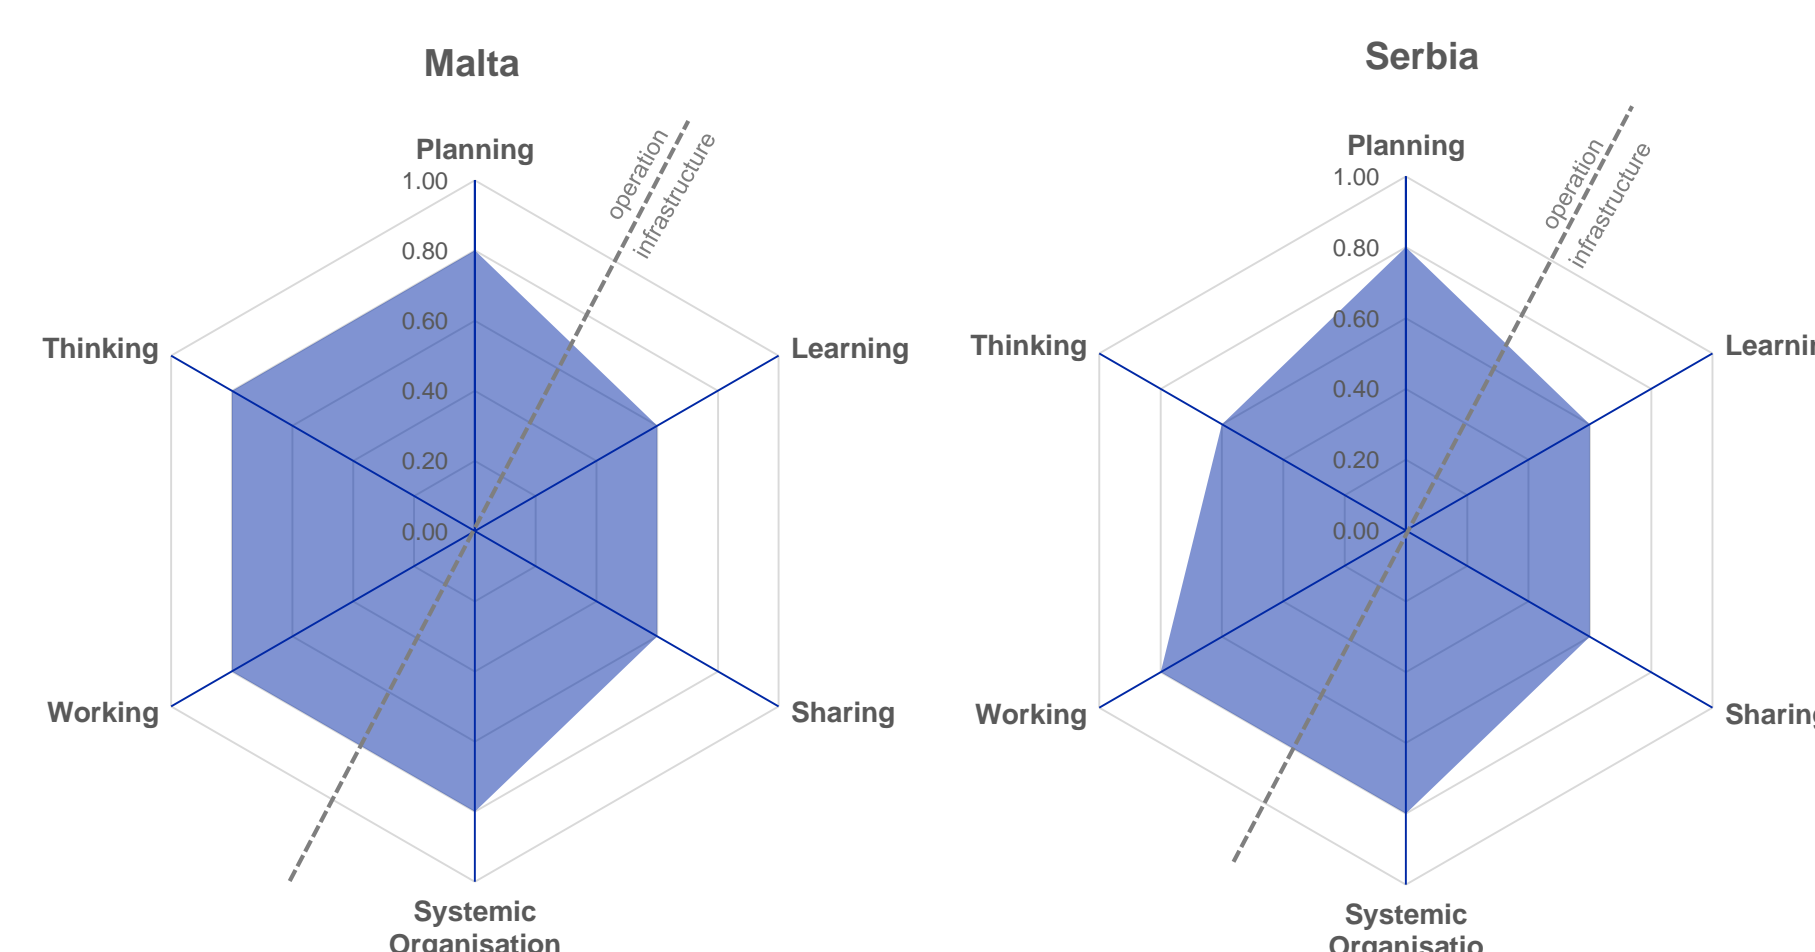 Malta
Planning
1.00
0.80
0.60
0.40
0.20
0.00
operation
infrastructure
Thinking
Learning
Working
Sharing
Systemic
Organisation
Serbia
Planning
1.00
0.80
0.60
0.40
0.20
0.00
operation
infrastructure
Thinking
Learnin
Working
Sharing
Systemic
Organisatio